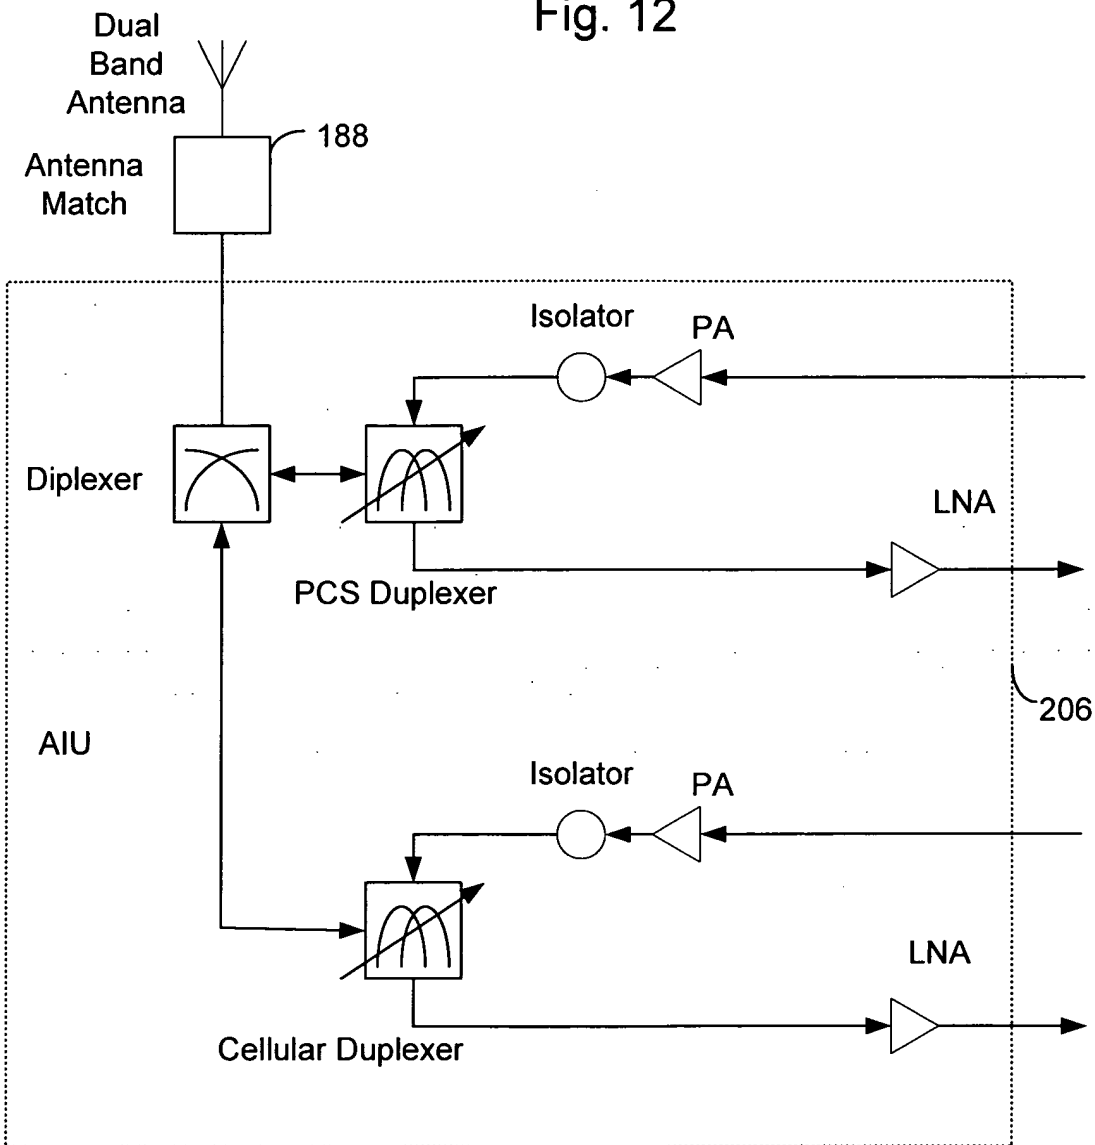 Fig. 12
Dual
Band
Antenna
188
Antenna
Match
Isolator
PA
Diplexer
LNA
PCS Duplexer
206
AIU
Isolator
PA
LNA
Cellular Duplexer